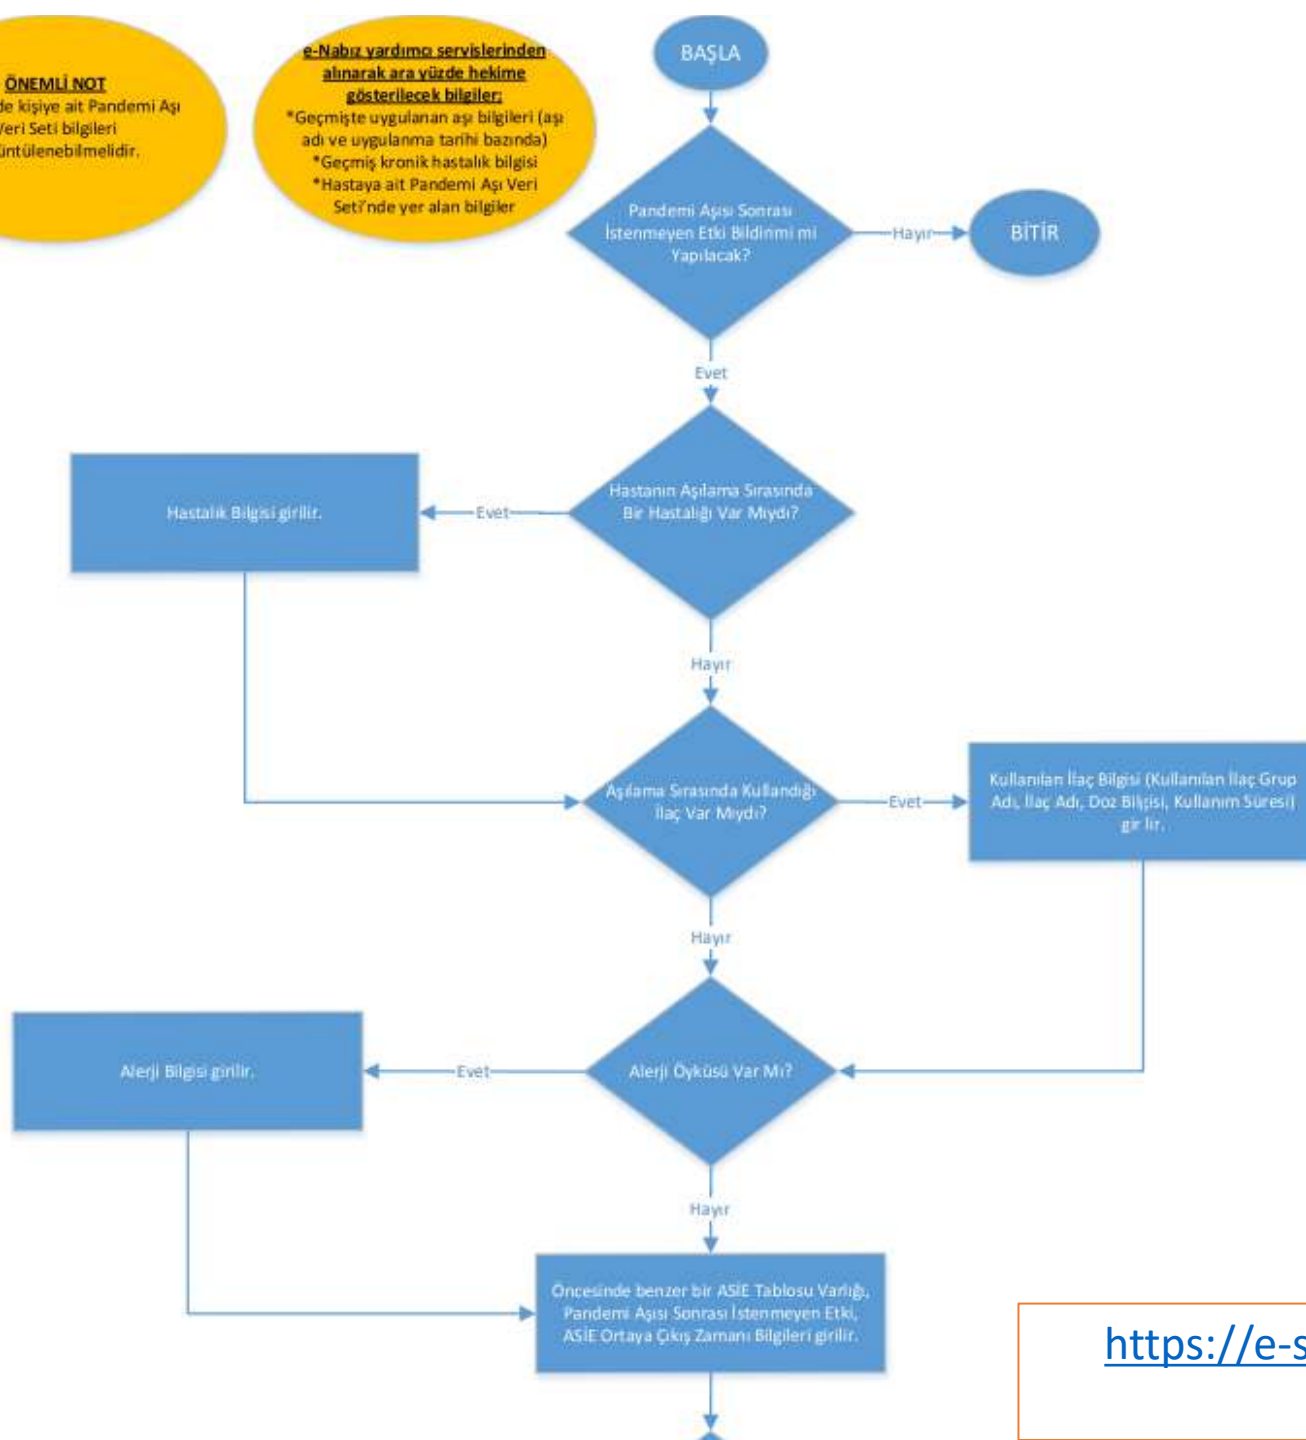 ÖNEMLİ NOT
de kişiye ait Pandemi Aşı
Veri Seti bilgileri
üntülenebilmelidir.
e-Nabız yardımcı servislerinden
alınarak ara yüzde hekime
gösterilecek bilgiler;
*Geçmişte uygulanan aşı bilgileri (aşı
adı ve uygulanma tarihi bazında)
*Geçmiş kronik hastalık bilgisi
*Hastaya ait Pandemi Aşı Veri
Seti'nde yer alan bilgiler
BAŞLA
Pandemi Aşısı Sonrası
İstenmeyen Etki Bildirimi mi
Yapılacak?
Hayır
BİTİR
Evet
Hastanın Aşılama Sırasında
Bir Hastalığı Var Mıydı?
Evet
Hastalık Bilgisi girilir.
Hayır
Aşılama Sırasında Kullandığı
İlaç Var Mıydı?
Evet
Kullanılan İlaç Bilgisi (Kullanılan İlaç Grup
Adı, İlaç Adı, Doz Bilgisi, Kullanım Süresi)
girilir.
Hayır
Alerji Öyküsü Var Mı?
Evet
Alerji Bilgisi girilir.
Hayır
Öncesinde benzer bir ASİE Tablosu Varlığı,
Pandemi Aşısı Sonrası İstenmeyen Etki,
ASİE Ortaya Çıkış Zamanı Bilgileri girilir.
https://e-s